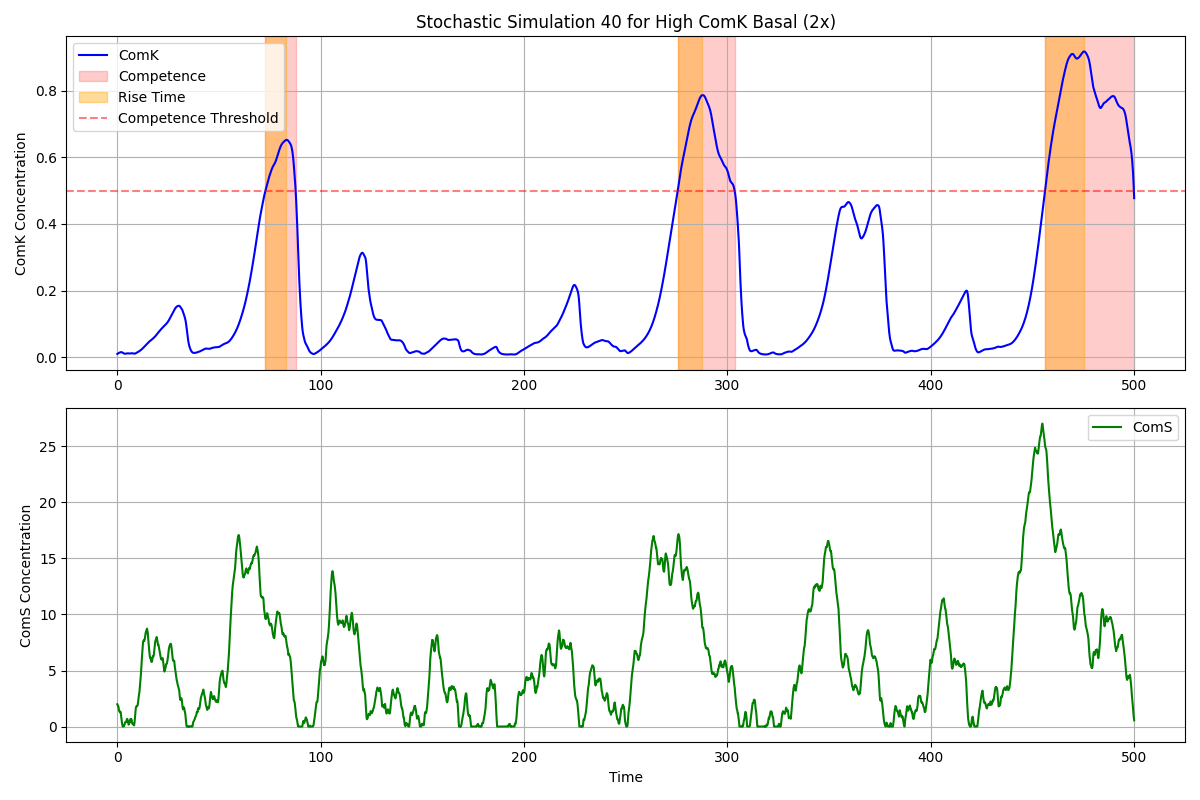 Stochastic Simulation 40 for High ComK Basal (2x)
ComK
Competence
Rise Time
Competence Threshold
ComK Concentration
0.8
0.6
0.4
0.2
0.0
0 100 200 300 400 500
ComS
ComS Concentration
25
20
15
10
5
0
0 100 200 300 400 500
Time